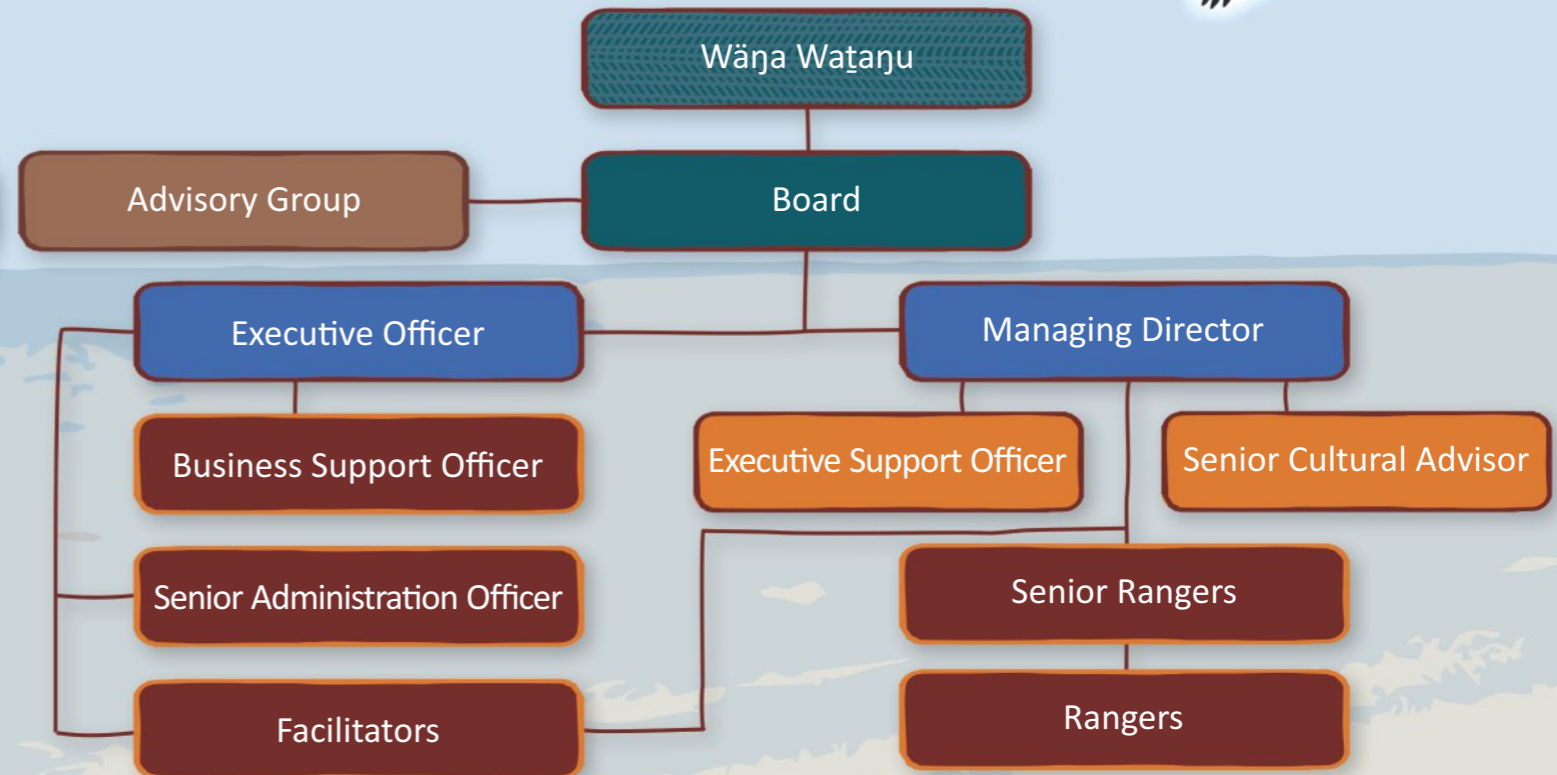 Wäŋa Waṯaŋu
Advisory Group
Board
Executive Officer
Managing Director
Business Support Officer
Executive Support Officer
Senior Cultural Advisor
Senior Administration Officer
Senior Rangers
Facilitators
Rangers